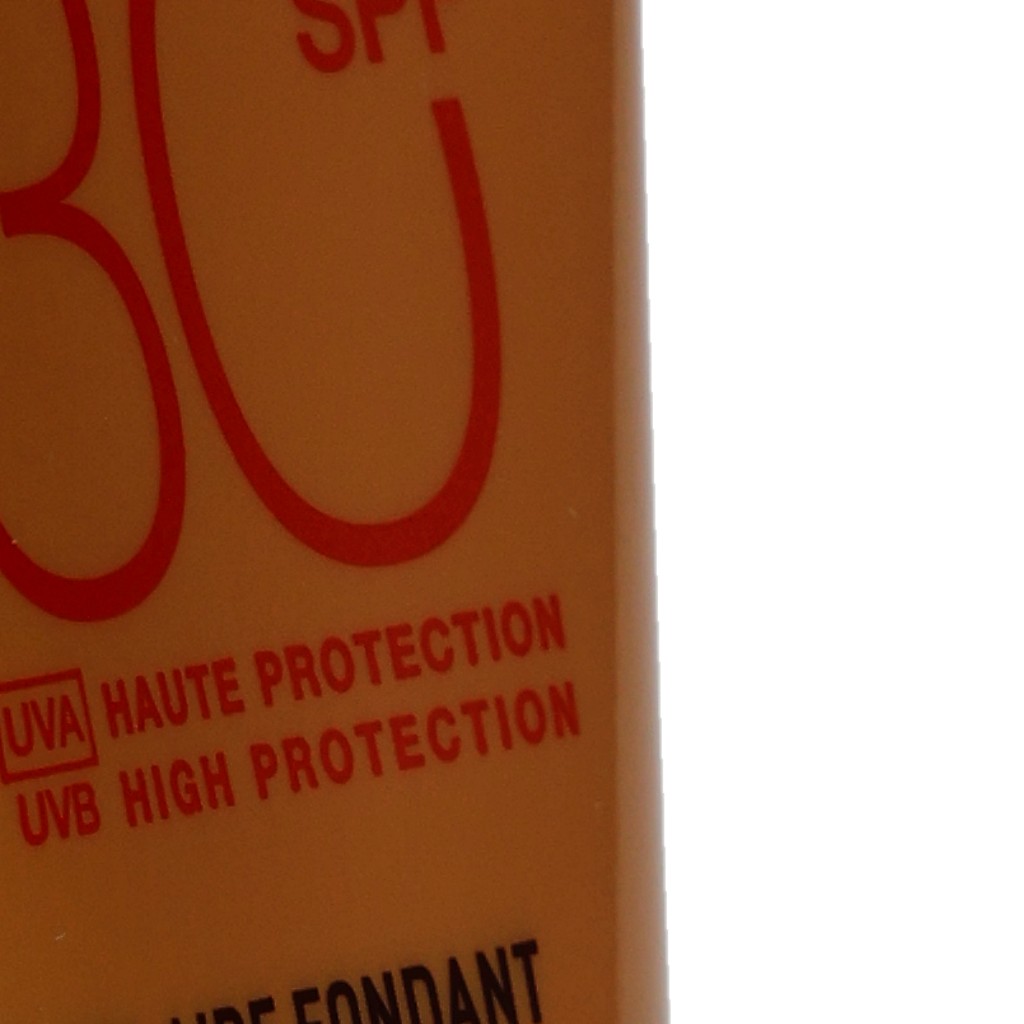 30
SPF
UVA HAUTE PROTECTION
UVB HIGH PROTECTION
FONDANT